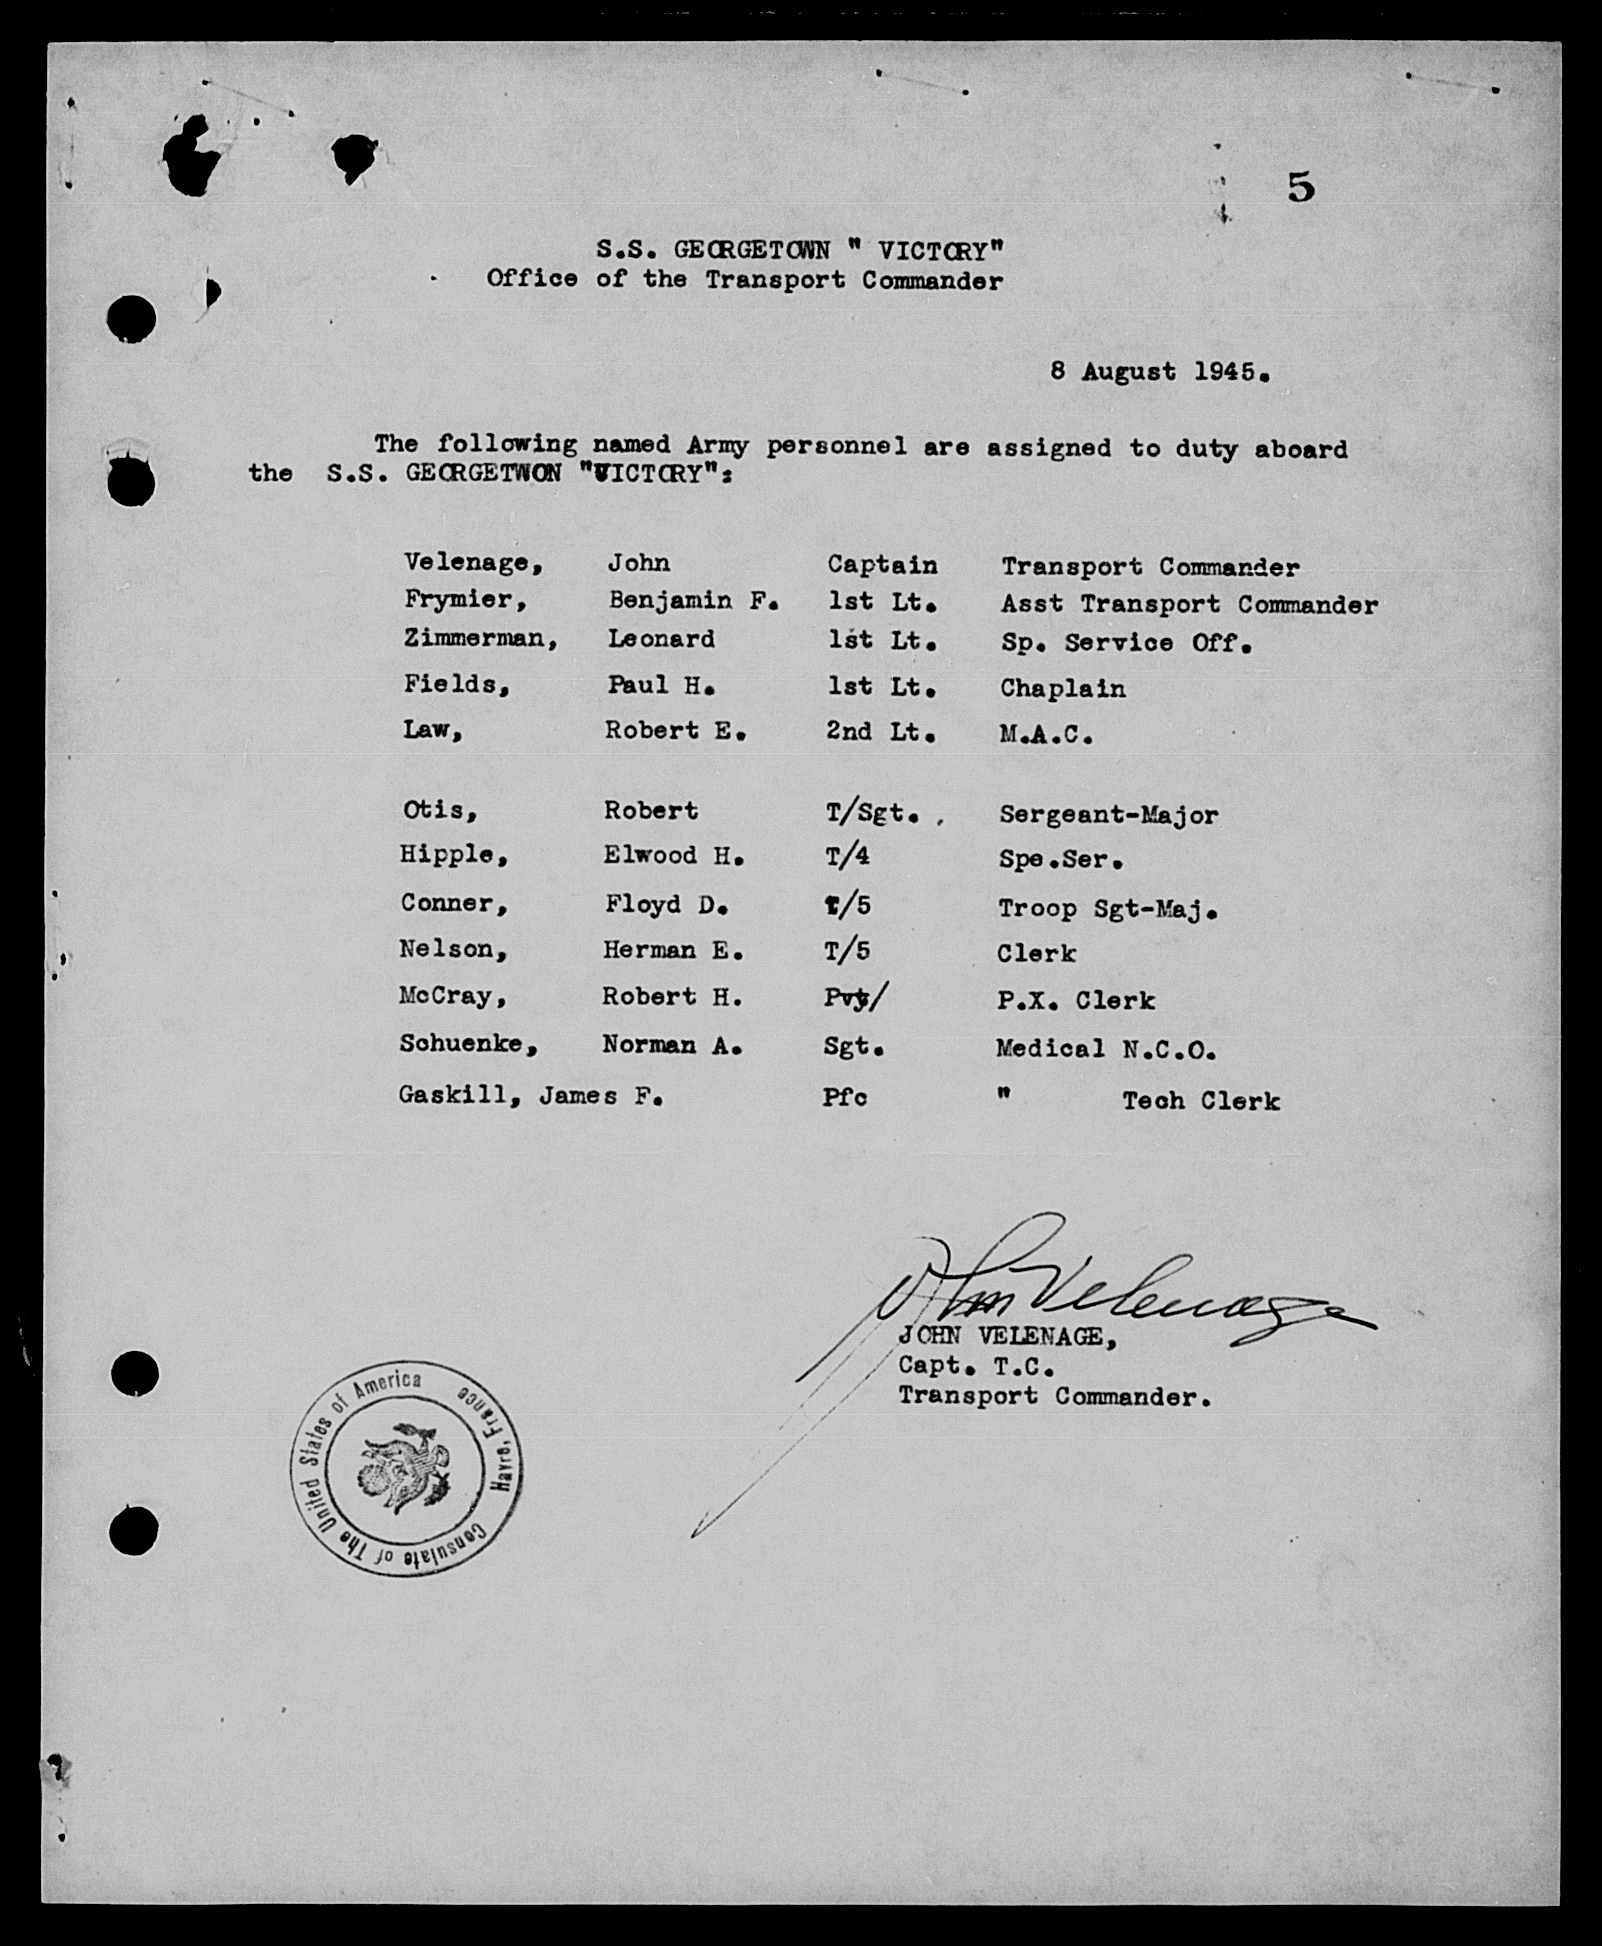 5
S.S. GEORGETOWN " VICTORY"
Office of the Transport Commander
8 August 1945.
The following named Army personnel are assigned to duty aboard
the S.S. GEORGETWON "VICTORY":
Velenage, John Captain Transport Commander
Frymier, Benjamin F. 1st Lt. Asst Transport Commander
Zimmerman, Leonard 1st Lt. Sp. Service Off.
Fields, Paul H. 1st Lt. Chaplain
Law, Robert E. 2nd Lt. M.A.C.
Otis, Robert T/Sgt. Sergeant-Major
Hipple, Elwood H. T/4 Spe.Ser.
Conner, Floyd D. T/5 Troop Sgt-Maj.
Nelson, Herman E. T/5 Clerk
McCray, Robert H. Pvt/ P.X. Clerk
Schuenke, Norman A. Sgt. Medical N.C.O.
Gaskill, James F. Pfc " Tech Clerk
John Velenage
JOHN VELENAGE,
Capt. T.C.
Transport Commander.
Consulate of The United States of America
Havre, France